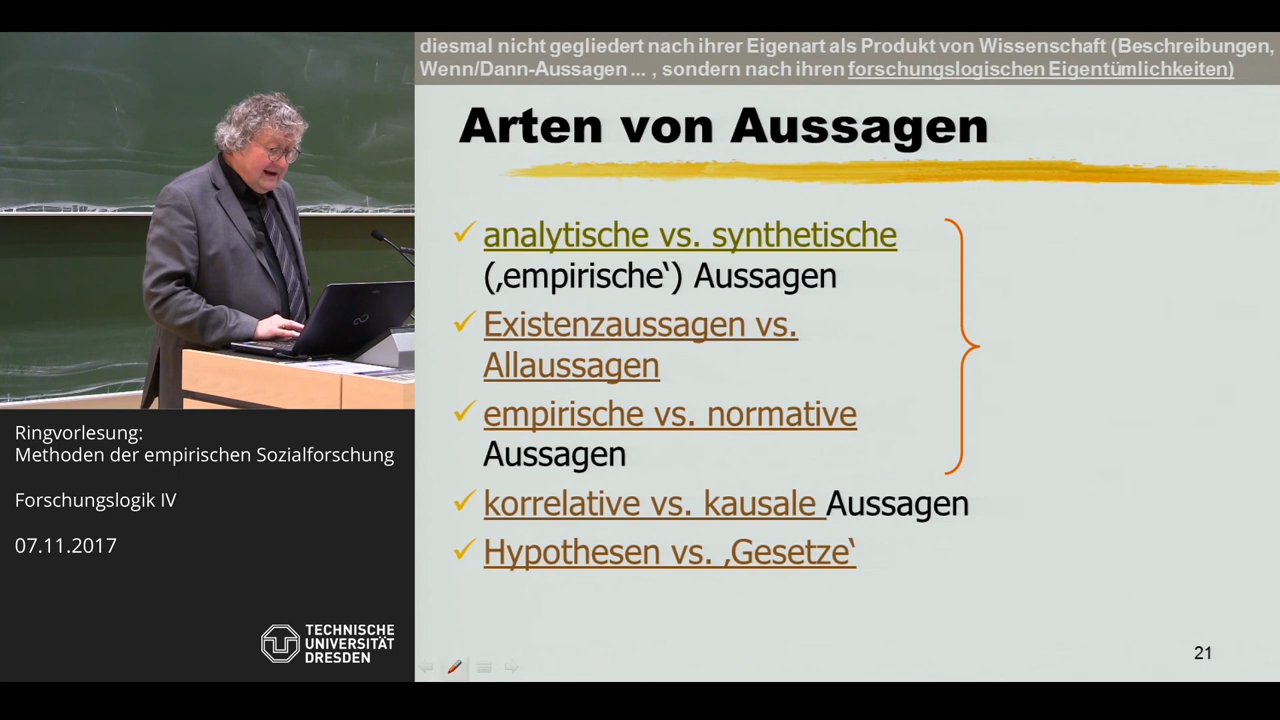 diesmal nicht gegliedert nach ihrer Eigenart als Produkt von Wissenschaft (Beschreibungen,
Wenn/Dann-Aussagen ... , sondern nach ihren forschungslogischen Eigentümlichkeiten)
Arten von Aussagen
analytische vs. synthetische
(‚empirische‘) Aussagen
Existenzaussagen vs.
Allaussagen
empirische vs. normative
Aussagen
korrelative vs. kausale Aussagen
Hypothesen vs. ‚Gesetze‘
21
Ringvorlesung:
Methoden der empirischen Sozialforschung
Forschungslogik IV
07.11.2017
TECHNISCHE
UNIVERSITÄT
DRESDEN